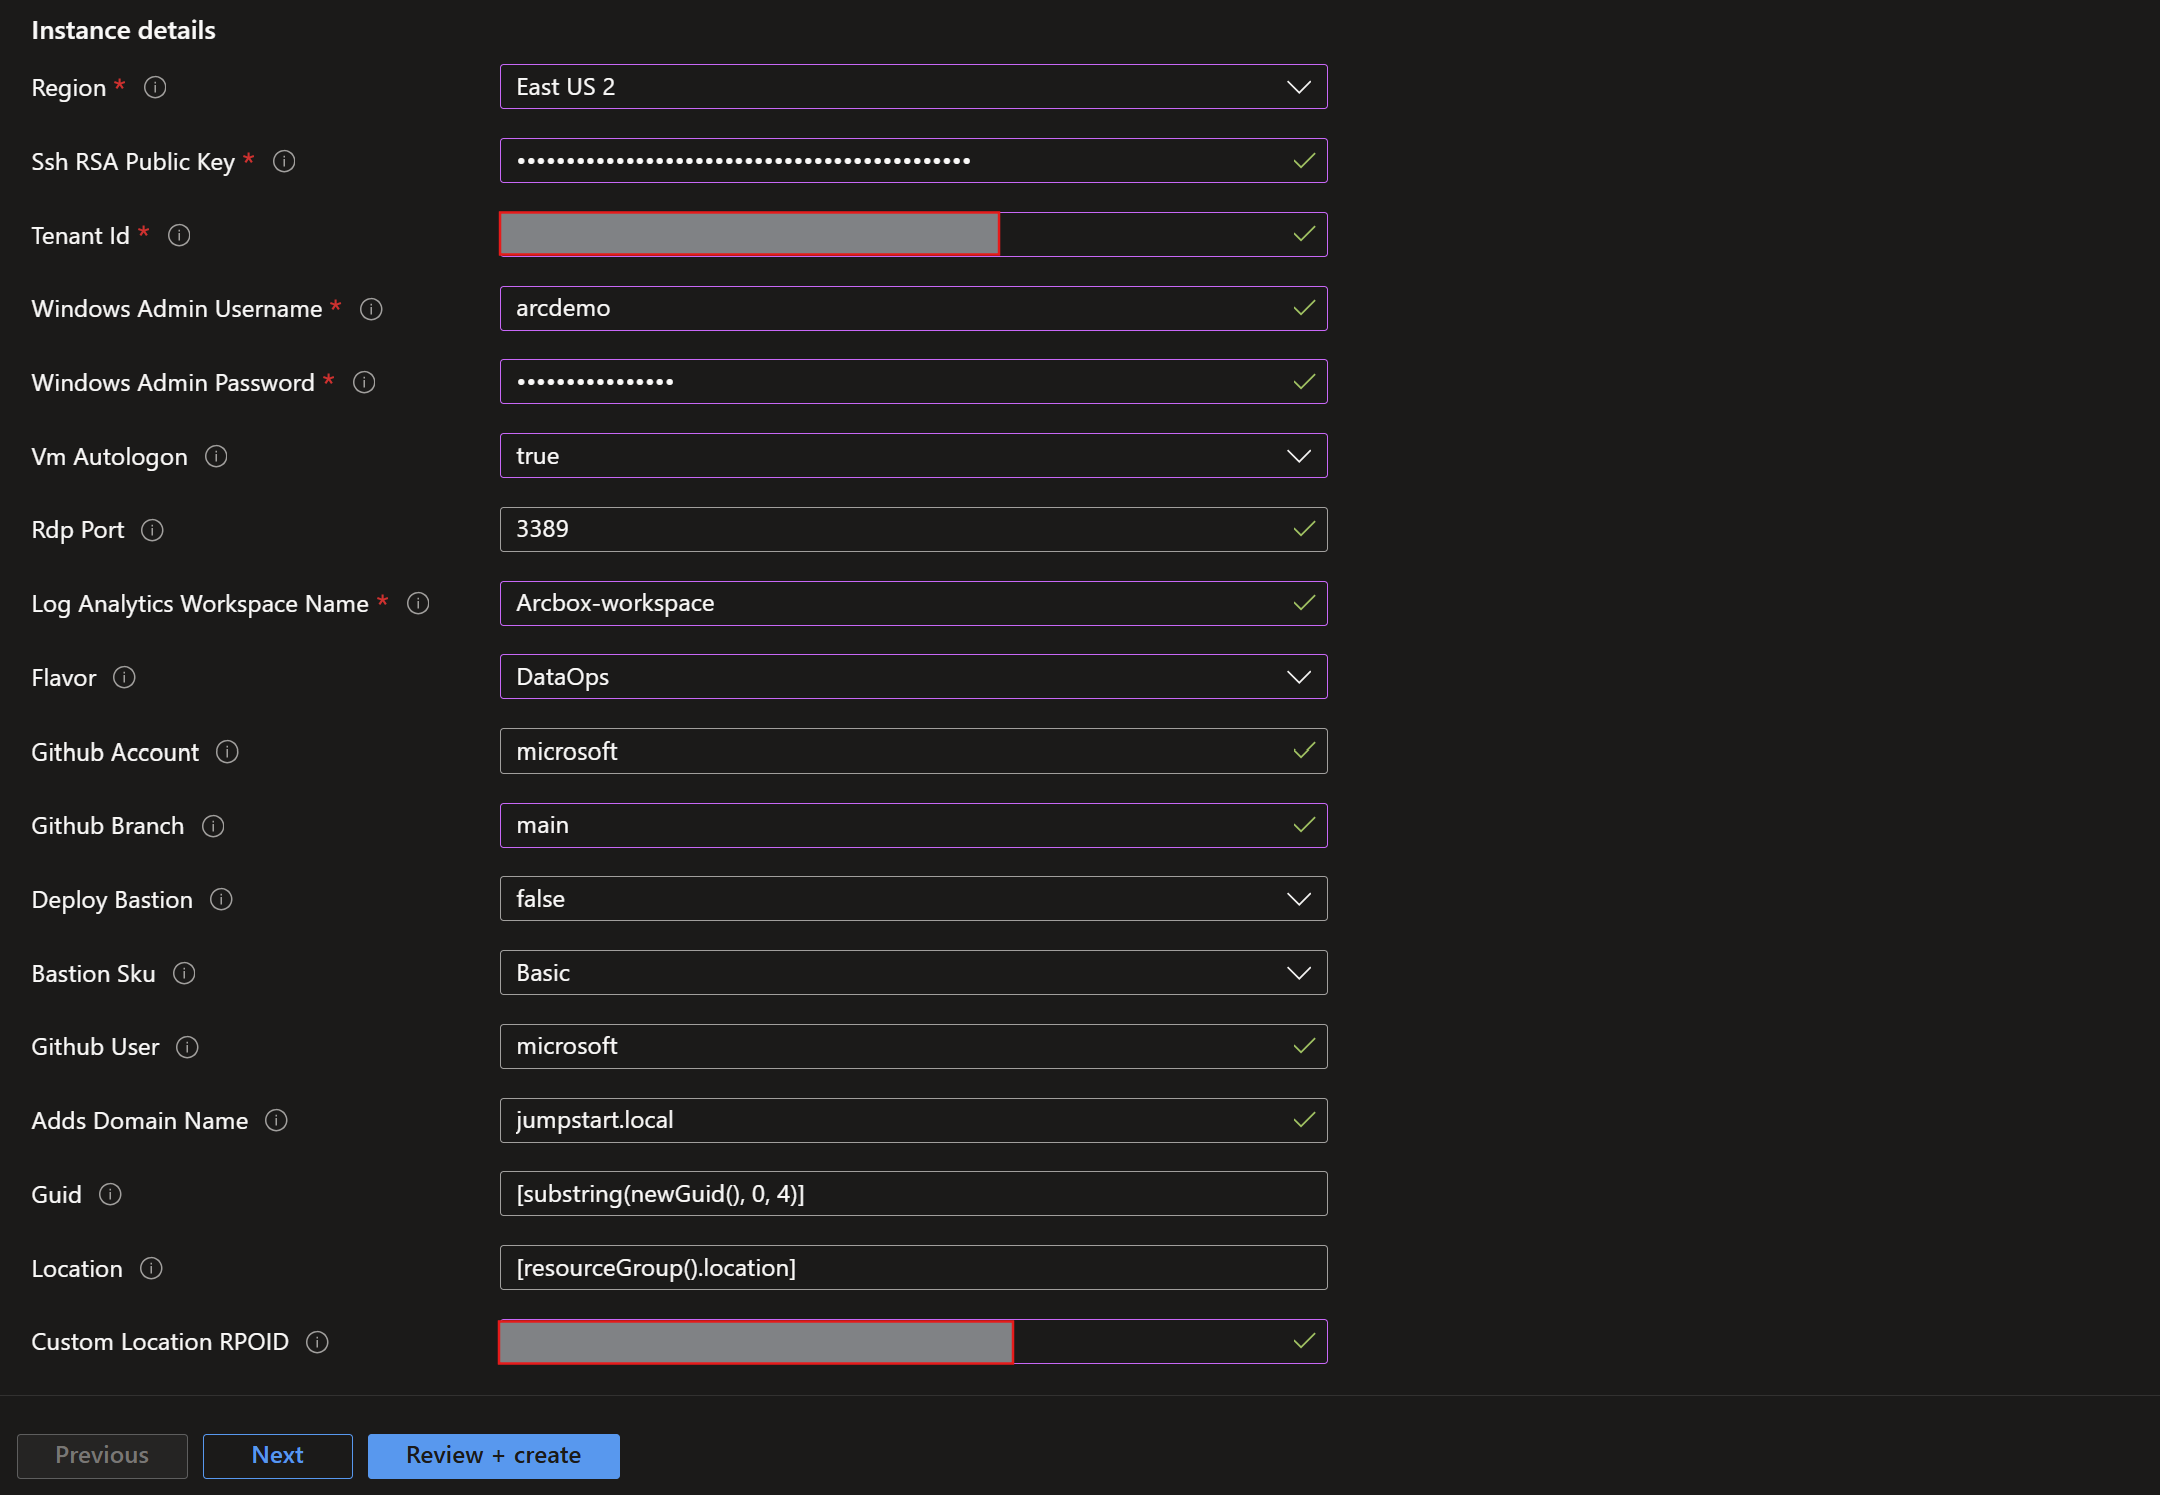 Instance details
Region * East US 2
Ssh RSA Public Key * ••••••••••••••••••••••••••••••••••••••••••••••
Tenant Id *
Windows Admin Username * arcdemo
Windows Admin Password * ••••••••••••••••
Vm Autologon true
Rdp Port 3389
Log Analytics Workspace Name * Arcbox-workspace
Flavor DataOps
Github Account microsoft
Github Branch main
Deploy Bastion false
Bastion Sku Basic
Github User microsoft
Adds Domain Name jumpstart.local
Guid [substring(newGuid(), 0, 4)]
Location [resourceGroup().location]
Custom Location RPOID
Previous Next Review + create